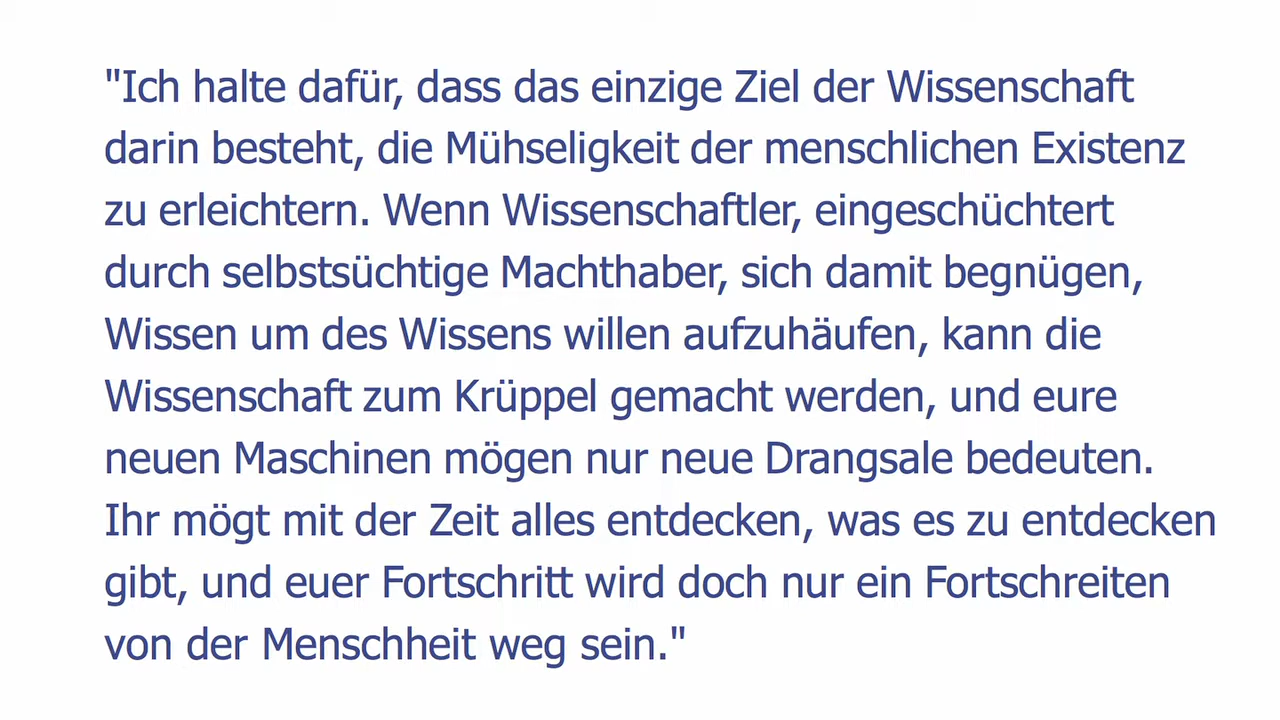 "Ich halte dafür, dass das einzige Ziel der Wissenschaft
darin besteht, die Mühseligkeit der menschlichen Existenz
zu erleichtern. Wenn Wissenschaftler, eingeschüchtert
durch selbstsüchtige Machthaber, sich damit begnügen,
Wissen um des Wissens willen aufzuhäufen, kann die
Wissenschaft zum Krüppel gemacht werden, und eure
neuen Maschinen mögen nur neue Drangsale bedeuten.
Ihr mögt mit der Zeit alles entdecken, was es zu entdecken
gibt, und euer Fortschritt wird doch nur ein Fortschreiten
von der Menschheit weg sein."